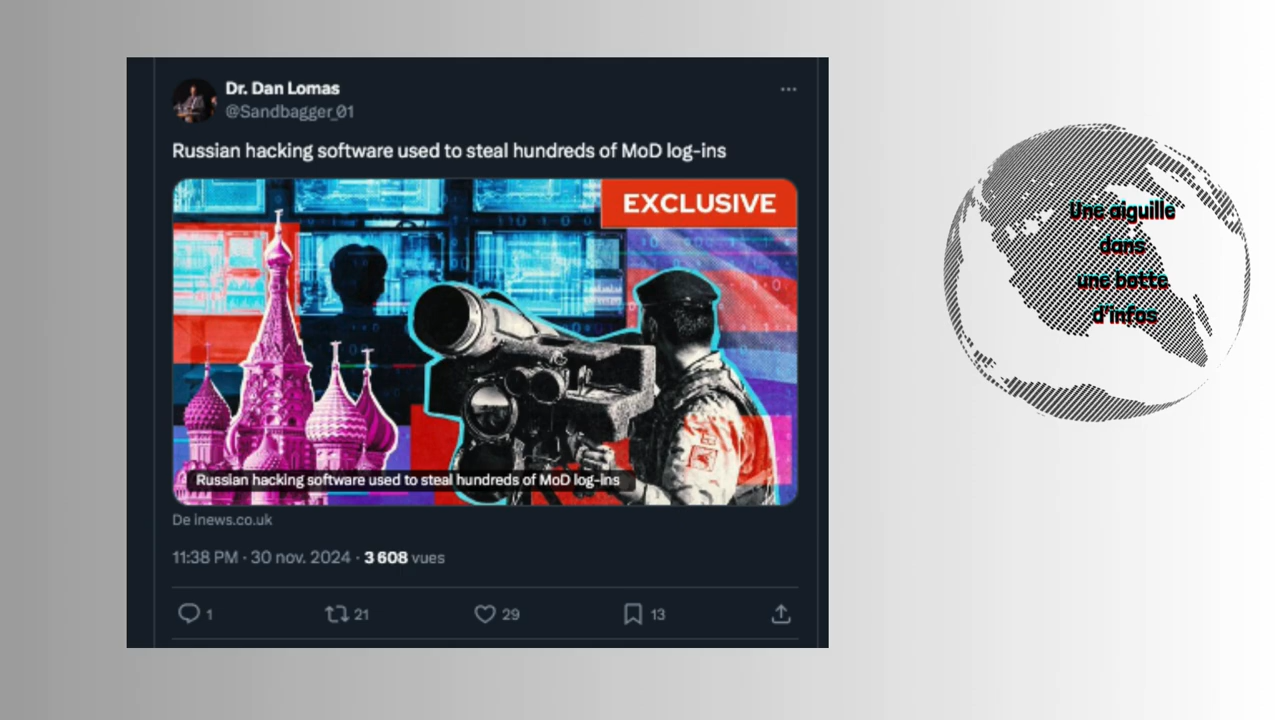 Dr. Dan Lomas
@Sandbagger_01
Russian hacking software used to steal hundreds of MoD log-ins
EXCLUSIVE
Russian hacking software used to steal hundreds of MoD log-ins
De inews.co.uk
11:38 PM · 30 nov. 2024 · 3 608 vues
1 21 29 13
Une aiguille
dans
une botte
d'infos